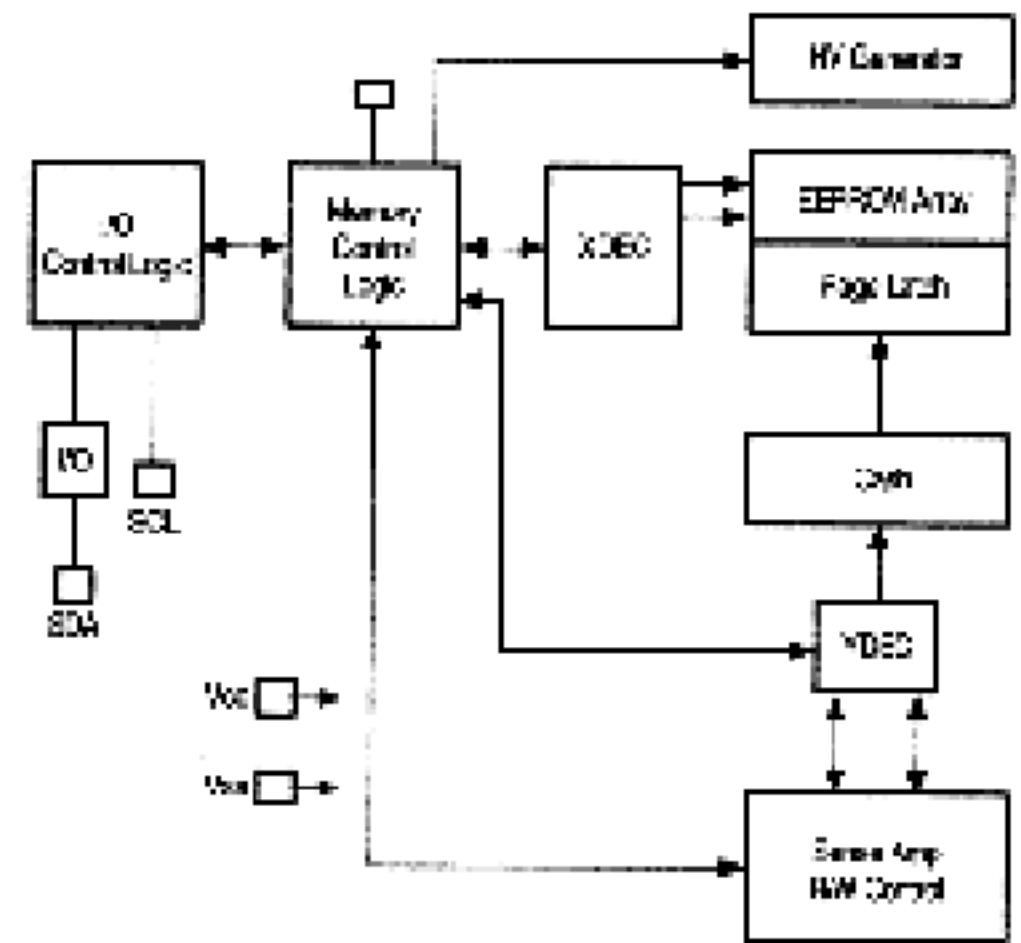 HV Generator
I/O
Control Logic
Memory
Control
Logic
XDEC
EEPROM Array
Page Latch
I/O
SCL
SDA
YDEC
Vcc
Vss
Sense Amp
R/W Control